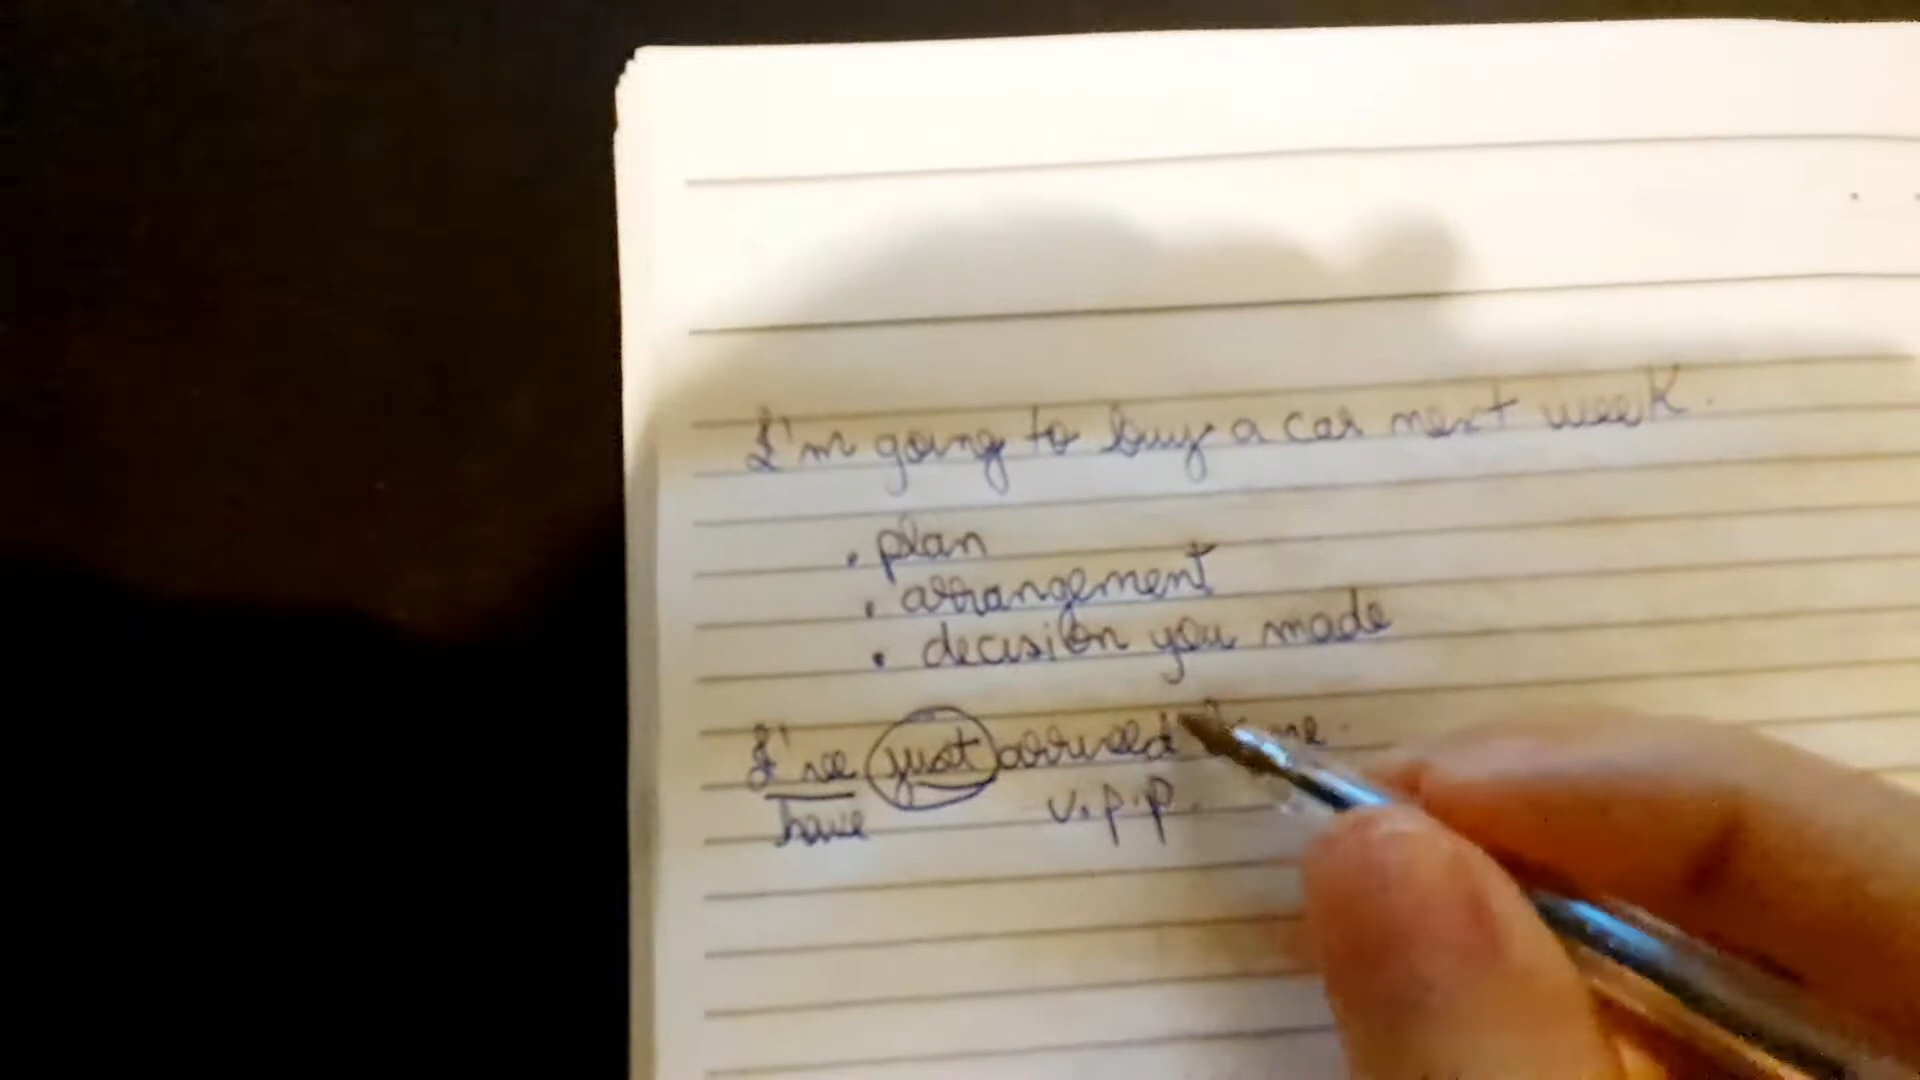 I'm going to buy a car next week.
. plan
. arrangement
. decision you made
I've just arrived
have v.p.p.